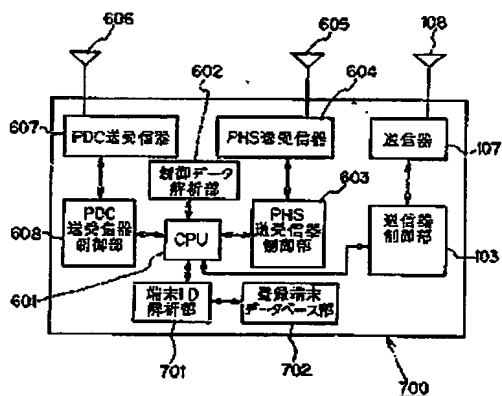 606
605
108
602
604
607
PDC送受信器
PHS送受信器
送信器
107
制御データ
解析部
603
PDC
送受信器
制御部
608
CPU
PHS
送受信器
制御部
送信器
制御部
103
601
端末ID
解析部
登録端末
データベース部
701
702
700